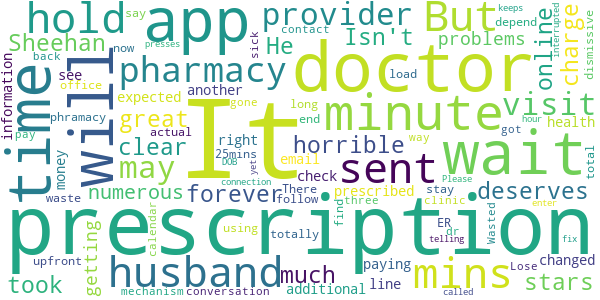 hold app provider But online charge
Sheehan He Isn't problems depend dismissive
say presses contact load keeps interrupted
information now back see office sick
time will pharmacy doctor visit
another gone long email
phramacy expected great end
pay money clear may minute wait
It sent horrible right 25mins way got hour health total
numerous forever check prescribed
DOB yets There follow stay clinic Please deserves
calendar connection totally find three ER dr Wasted
prescription
waste upfront getting using telling enter fix
husband much paying line Lose changed
took mechanism conversation additional mins called stars
actual